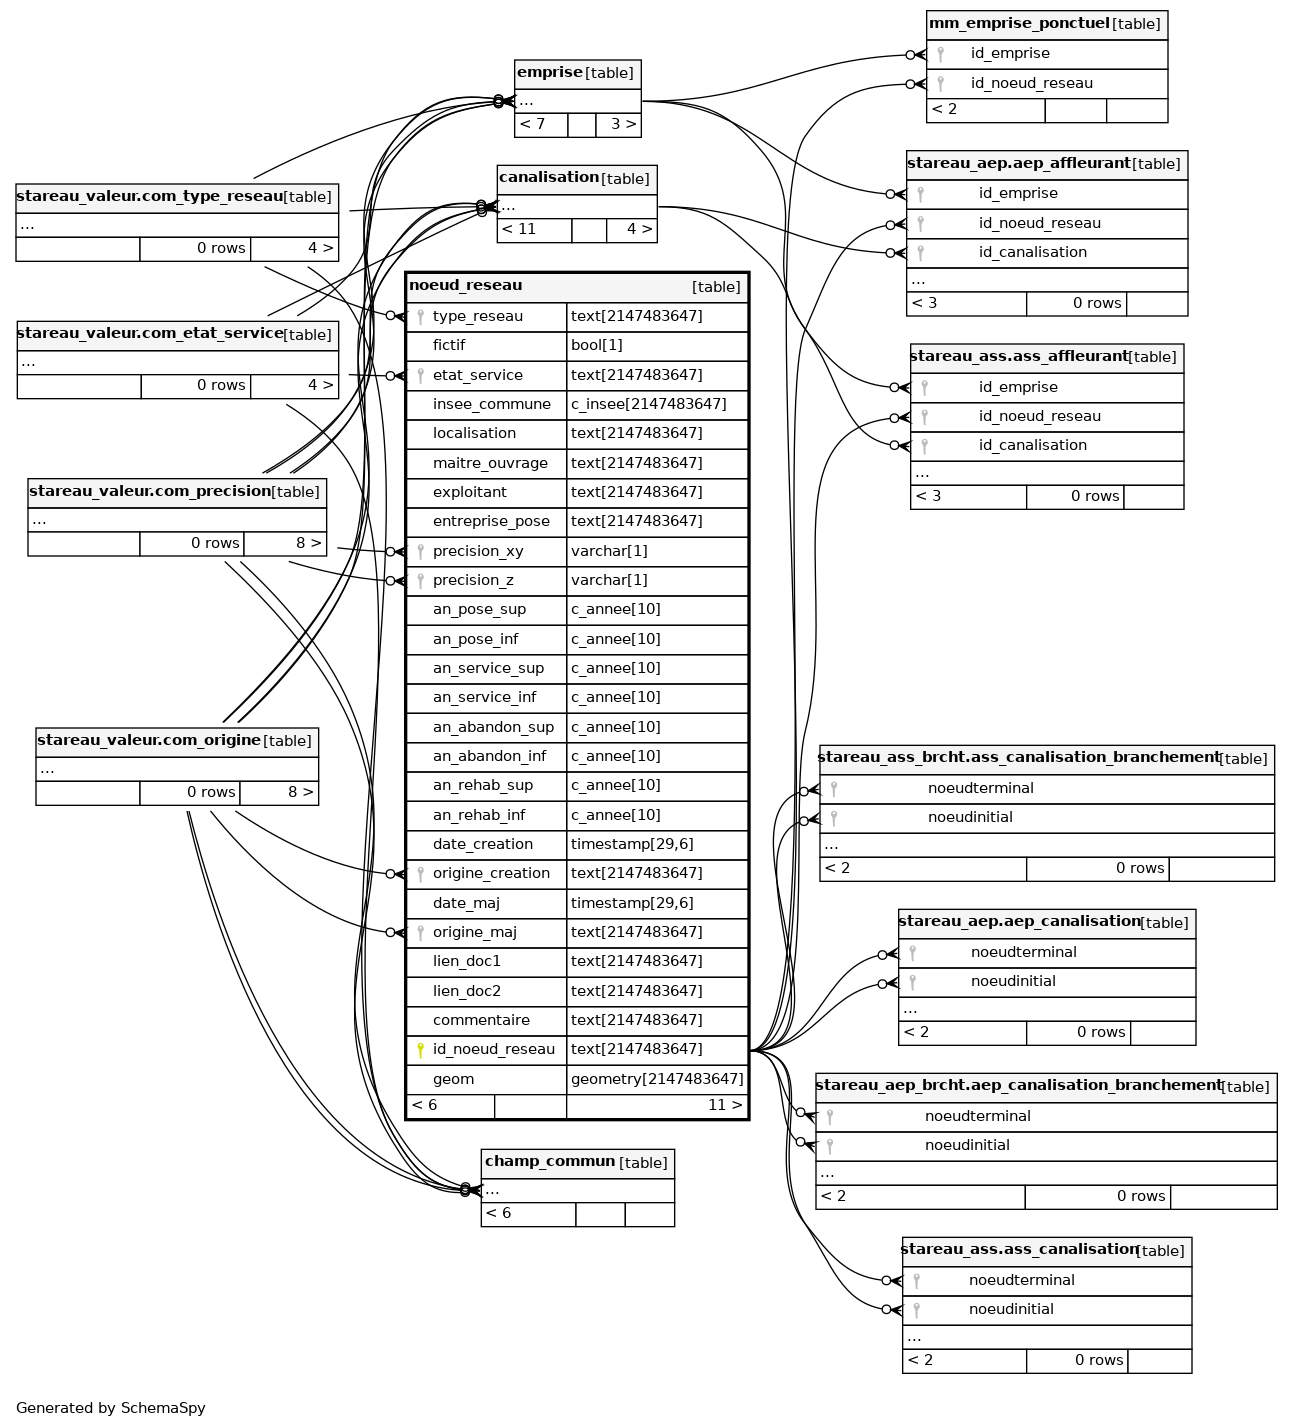 mm_emprise_ponctuel [table]
id_emprise
id_noeud_reseau
< 2
emprise [table]
...
< 7 3 >
stareau_aep.aep_affleurant [table]
id_emprise
id_noeud_reseau
id_canalisation
...
< 3 0 rows
canalisation [table]
...
< 11 4 >
stareau_valeur.com_type_reseau [table]
...
0 rows 4 >
stareau_valeur.com_etat_service [table]
...
0 rows 4 >
stareau_ass.ass_affleurant [table]
id_emprise
id_noeud_reseau
id_canalisation
...
< 3 0 rows
stareau_valeur.com_precision [table]
...
0 rows 8 >
stareau_valeur.com_origine [table]
...
0 rows 8 >
noeud_reseau [table]
type_reseau text[2147483647]
fictif bool[1]
etat_service text[2147483647]
insee_commune c_insee[2147483647]
localisation text[2147483647]
maitre_ouvrage text[2147483647]
exploitant text[2147483647]
entreprise_pose text[2147483647]
precision_xy varchar[1]
precision_z varchar[1]
an_pose_sup c_annee[10]
an_pose_inf c_annee[10]
an_service_sup c_annee[10]
an_service_inf c_annee[10]
an_abandon_sup c_annee[10]
an_abandon_inf c_annee[10]
an_rehab_sup c_annee[10]
an_rehab_inf c_annee[10]
date_creation timestamp[29,6]
origine_creation text[2147483647]
date_maj timestamp[29,6]
origine_maj text[2147483647]
lien_doc1 text[2147483647]
lien_doc2 text[2147483647]
commentaire text[2147483647]
id_noeud_reseau text[2147483647]
geom geometry[2147483647]
< 6 11 >
stareau_ass_brcht.ass_canalisation_branchement [table]
noeudterminal
noeudinitial
...
< 2 0 rows
stareau_aep.aep_canalisation [table]
noeudterminal
noeudinitial
...
< 2 0 rows
stareau_aep_brcht.aep_canalisation_branchement [table]
noeudterminal
noeudinitial
...
< 2 0 rows
champ_commun [table]
...
< 6
stareau_ass.ass_canalisation [table]
noeudterminal
noeudinitial
...
< 2 0 rows
Generated by SchemaSpy